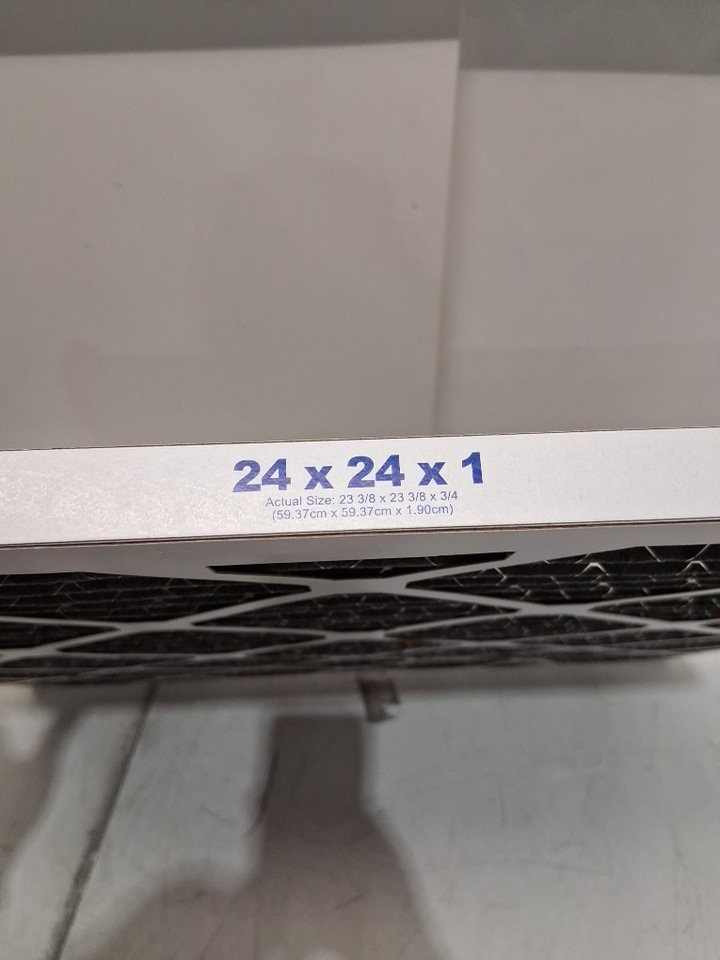 24 x 24 x 1
Actual Size: 23 3/8 x 23 3/8 x 3/4
(59.37cm x 59.37cm x 1.90cm)